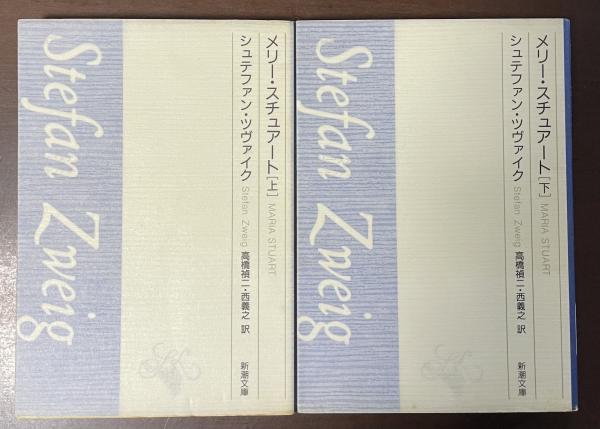 Stefan Zweig
メリー・スチュアート[上] MARIA STUART
シュテファン・ツヴァイク Stefan Zweig 高橋禎二・西義之 訳
新潮文庫
Stefan Zweig
メリー・スチュアート[下] MARIA STUART
シュテファン・ツヴァイク Stefan Zweig 高橋禎二・西義之 訳
新潮文庫